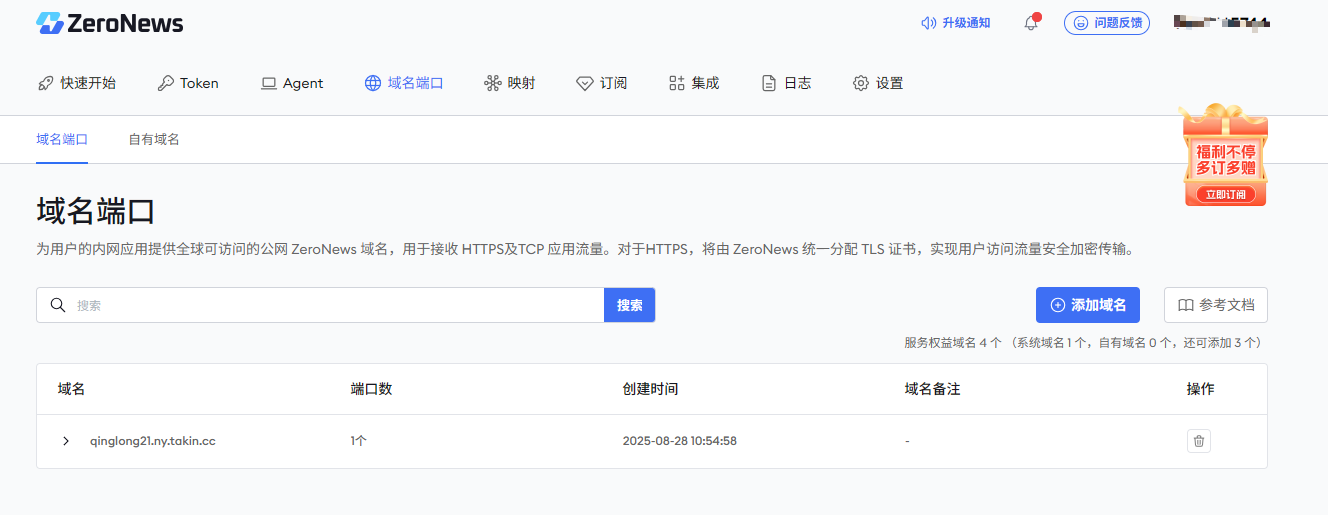 ZeroNews
升级通知
问题反馈
快速开始
Token
Agent
域名端口
映射
订阅
集成
日志
设置
域名端口
自有域名
福利不停
多订多赠
立即订阅
域名端口
为用户的内网应用提供全球可访问的公网 ZeroNews 域名，用于接收 HTTPS及TCP 应用流量。对于HTTPS，将由 ZeroNews 统一分配 TLS 证书，实现用户访问流量安全加密传输。
搜索
搜索
添加域名
参考文档
服务权益域名 4 个 （系统域名 1 个，自有域名 0 个，还可添加 3 个）
域名 端口数 创建时间 域名备注 操作
qinglong21.ny.takin.cc 1个 2025-08-28 10:54:58 -